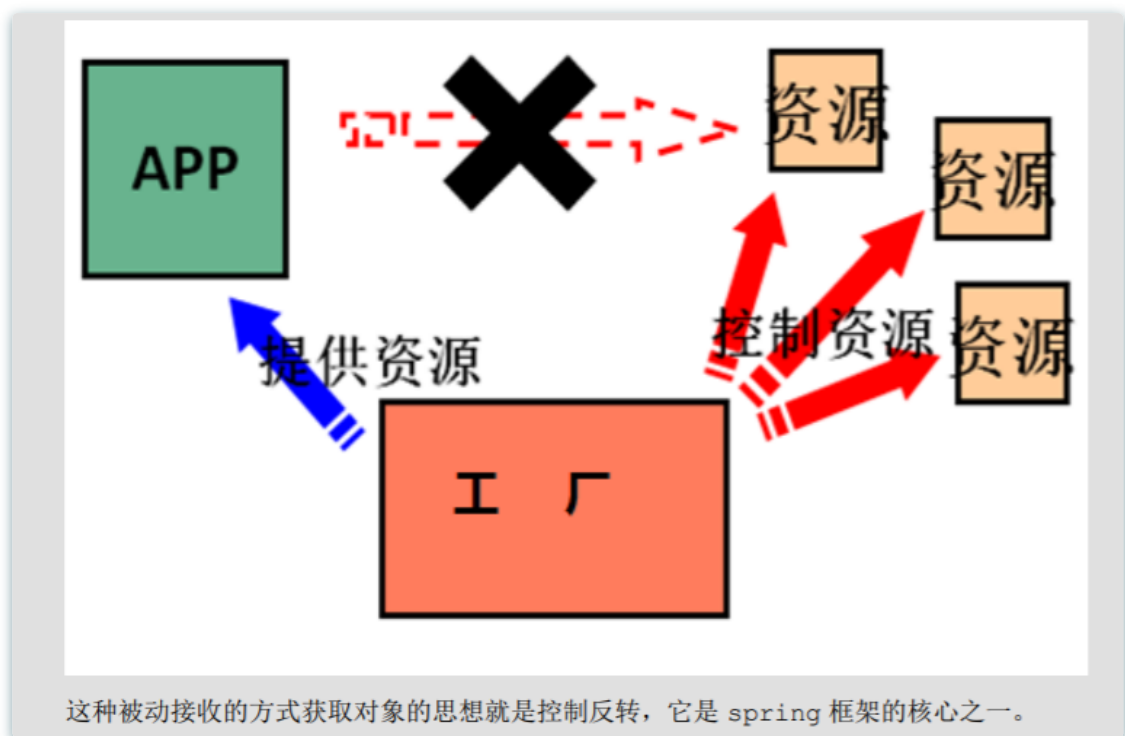 APP
资源
资源
资源
控制资源
提供资源
工 厂
这种被动接收的方式获取对象的思想就是控制反转，它是 spring 框架的核心之一。